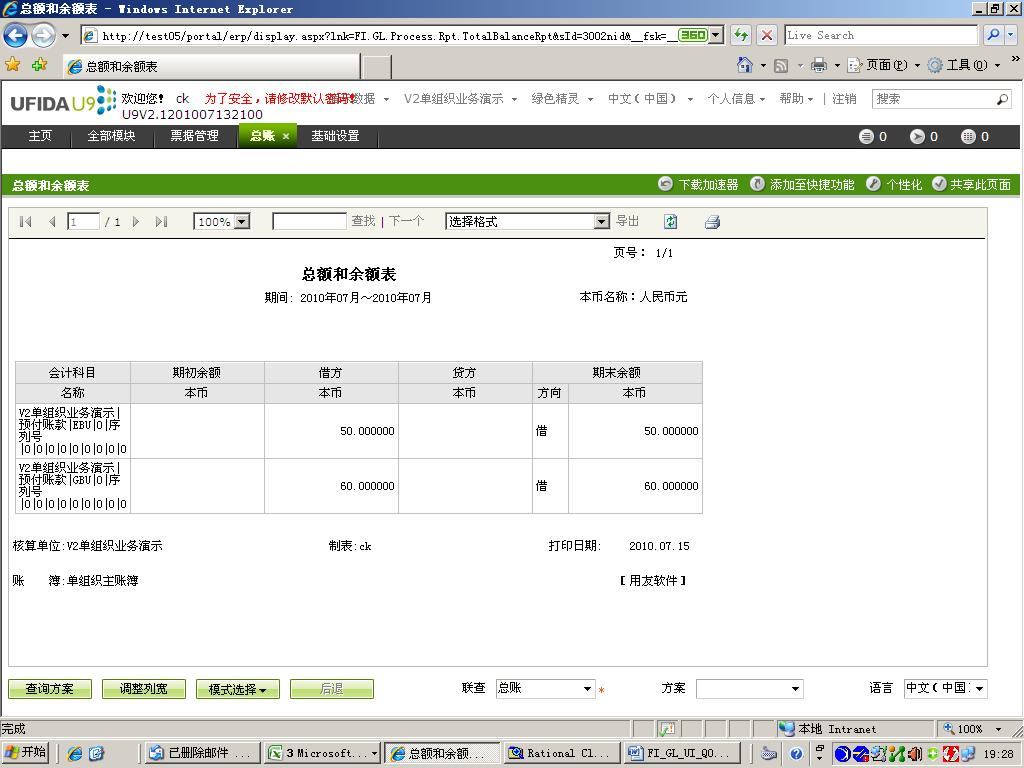 总额和余额表 - Windows Internet Explorer
http://test05/portal/erp/display.aspx?lnk=FI.GL.Process.Rpt.TotalBalanceRpt&sId=3002nid&__fsk=__ 360
Live Search
总额和余额表
页面(P)
工具(O)
UFIDA U9
欢迎您! ck 为了安全，请修改默认密码! 数据 V2单组织业务演示 绿色精灵 中文(中国) 个人信息 帮助 | 注销 搜索
U9V2.1201007132100
主页 全部模块 票据管理 总账 × 基础设置 0 0 0
总额和余额表 下载加速器 添加至快捷功能 个性化 共享此页面
1 / 1 100% 查找 | 下一个 选择格式 导出
页号： 1/1
总额和余额表
期间: 2010年07月～2010年07月 本币名称：人民币元
会计科目 期初余额 借方 贷方 期末余额
名称 本币 本币 本币 方向 本币
V2单组织业务演示|
预付账款|EBU|0|序
列号
|0|0|0|0|0|0|0|0|0
50.000000 借 50.000000
V2单组织业务演示|
预付账款|GBU|0|序
列号
|0|0|0|0|0|0|0|0|0
60.000000 借 60.000000
核算单位:V2单组织业务演示 制表:ck 打印日期: 2010.07.15
账 簿:单组织主账簿 【用友软件】
查询方案 调整列宽 模式选择 后退 联查 总账 * 方案 语言 中文(中国)
完成 本地 Intranet 100%
开始 已删除邮件 ... 3 Microsoft... 总额和余额... Rational Cl... FI_GL_UI_Q0... 19:28